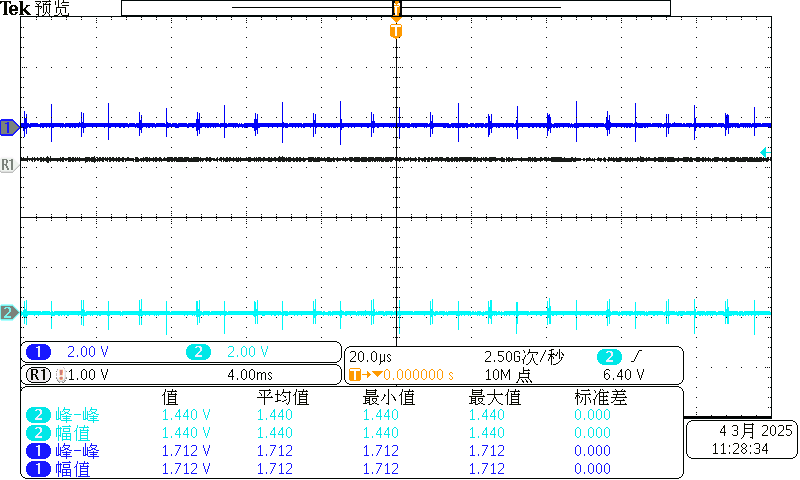 Tek 预览
T
1
R1
2
1 2.00 V 2 2.00 V
R1 1.00 V 4.00ms
20.0µs 2.50G次/秒 2
T→▼0.000000 s 10M 点 6.40 V
值 平均值 最小值 最大值 标准差
2 峰-峰 1.440 V 1.440 1.440 1.440 0.000
2 幅值 1.440 V 1.440 1.440 1.440 0.000
1 峰-峰 1.712 V 1.712 1.712 1.712 0.000
1 幅值 1.712 V 1.712 1.712 1.712 0.000
4 3月 2025
11:28:34